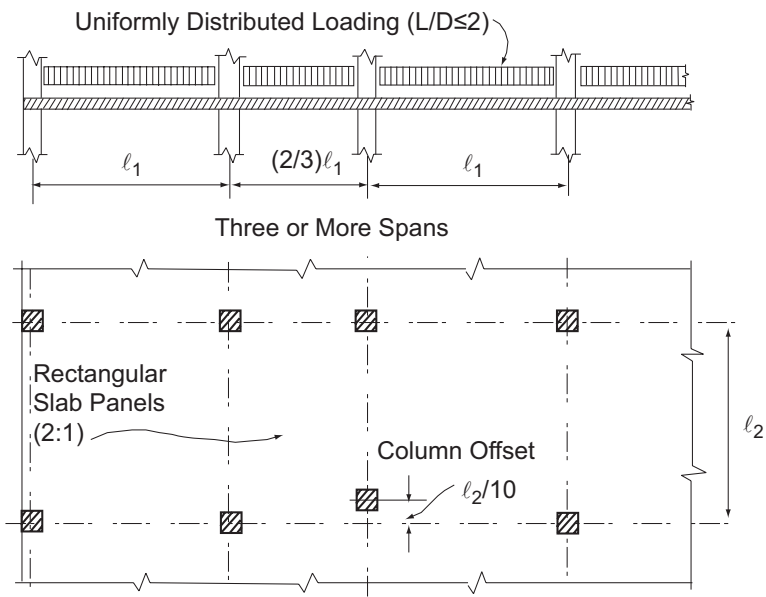 Uniformly Distributed Loading (L/D≤2)
ℓ1
(2/3)ℓ1
ℓ1
Three or More Spans
Rectangular
Slab Panels
(2:1)
Column Offset
ℓ2/10
ℓ2